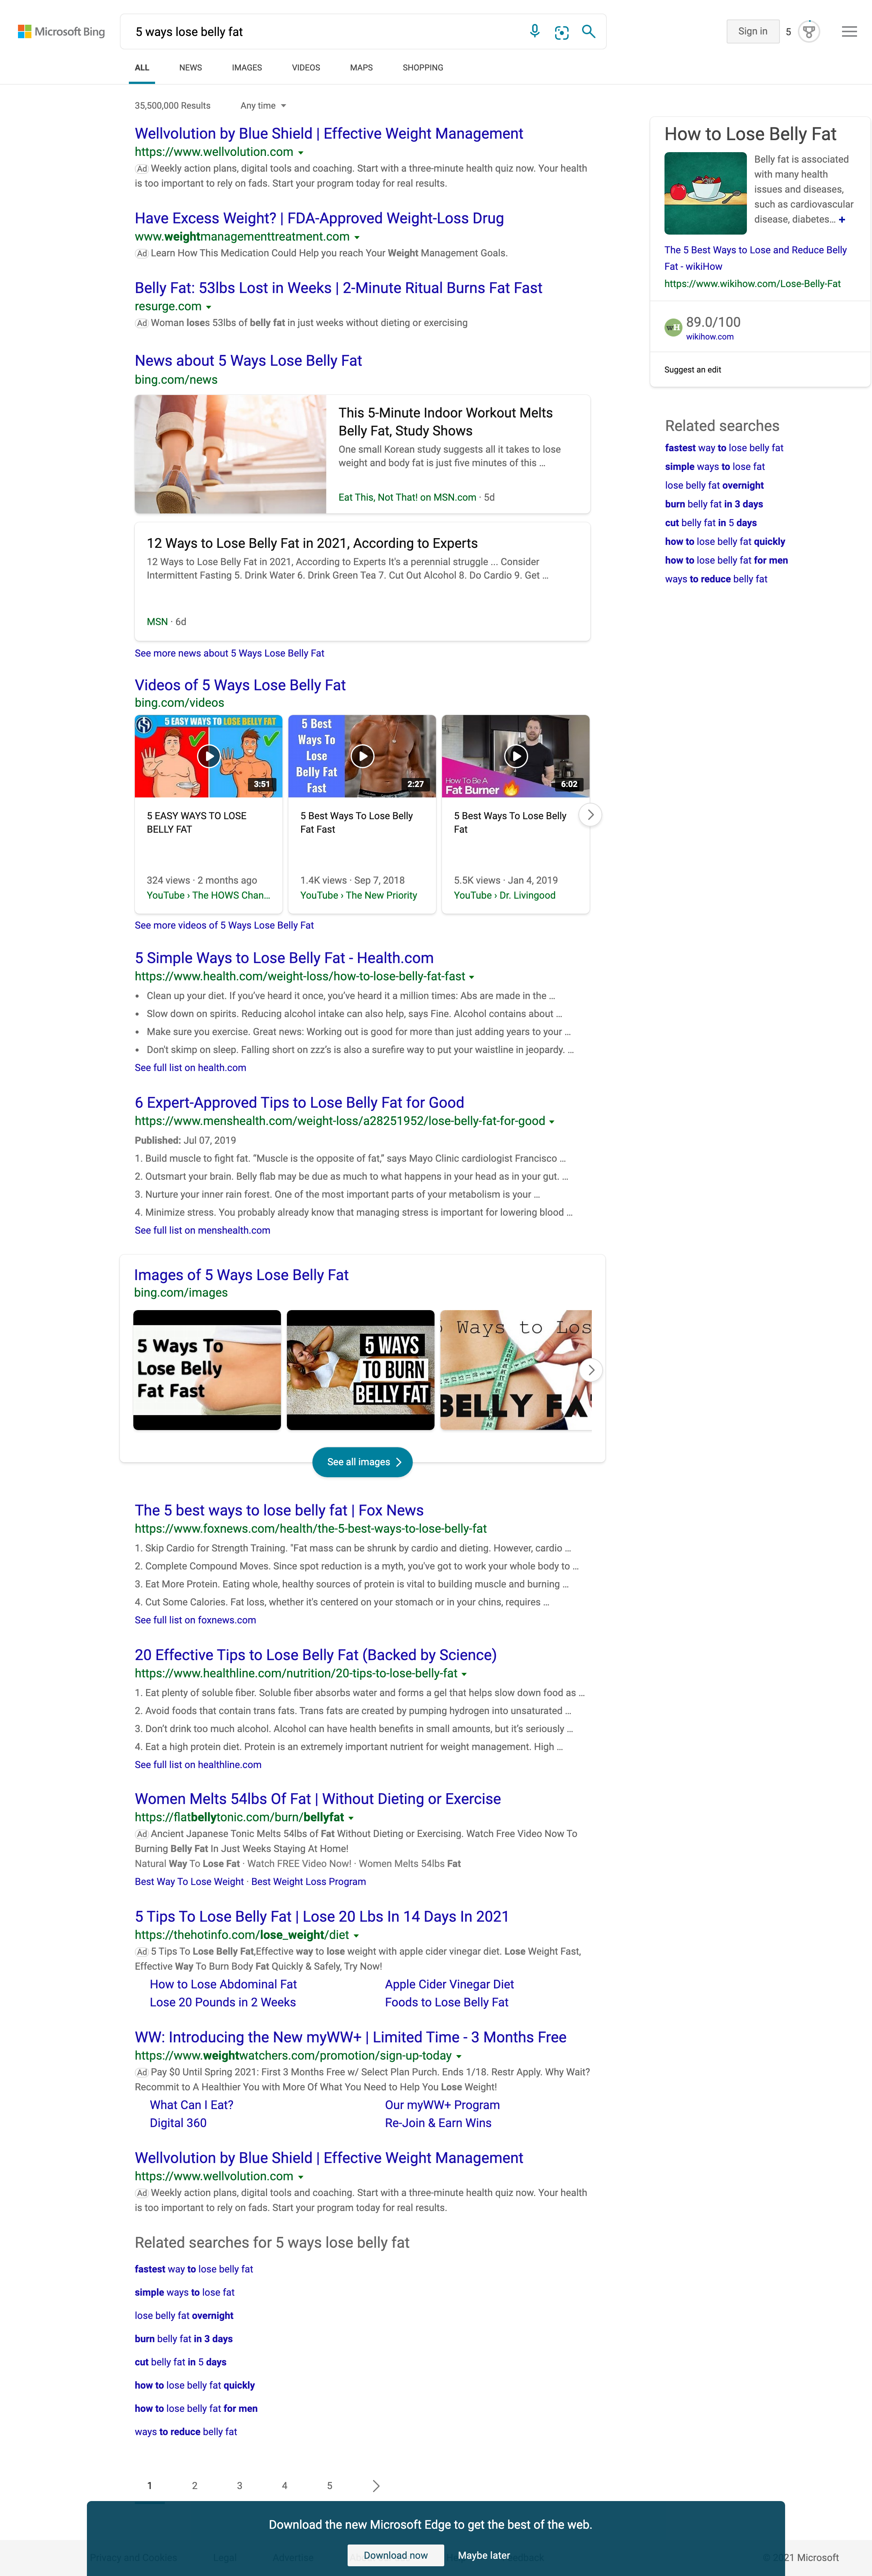 Microsoft Bing
5 ways lose belly fat
Sign in
5
ALL
NEWS
IMAGES
VIDEOS
MAPS
SHOPPING
35,500,000 Results
Any time
Wellvolution by Blue Shield | Effective Weight Management
https://www.wellvolution.com
Ad Weekly action plans, digital tools and coaching. Start with a three-minute health quiz now. Your health
is too important to rely on fads. Start your program today for real results.
Have Excess Weight? | FDA-Approved Weight-Loss Drug
www.weightmanagementtreatment.com
Ad Learn How This Medication Could Help you reach Your Weight Management Goals.
Belly Fat: 53lbs Lost in Weeks | 2-Minute Ritual Burns Fat Fast
resurge.com
Ad Woman loses 53lbs of belly fat in just weeks without dieting or exercising
News about 5 Ways Lose Belly Fat
bing.com/news
This 5-Minute Indoor Workout Melts
Belly Fat, Study Shows
One small Korean study suggests all it takes to lose
weight and body fat is just five minutes of this ...
Eat This, Not That! on MSN.com · 5d
12 Ways to Lose Belly Fat in 2021, According to Experts
12 Ways to Lose Belly Fat in 2021, According to Experts It's a perennial struggle ... Consider
Intermittent Fasting 5. Drink Water 6. Drink Green Tea 7. Cut Out Alcohol 8. Do Cardio 9. Get ...
MSN · 6d
See more news about 5 Ways Lose Belly Fat
Videos of 5 Ways Lose Belly Fat
bing.com/videos
5 EASY WAYS TO LOSE BELLY FAT
3:51
5 EASY WAYS TO LOSE
BELLY FAT
324 views · 2 months ago
YouTube › The HOWS Chan...
5 Best
Ways To
Lose
Belly Fat
Fast
2:27
5 Best Ways To Lose Belly
Fat Fast
1.4K views · Sep 7, 2018
YouTube › The New Priority
How To Be A
Fat Burner
6:02
5 Best Ways To Lose Belly
Fat
5.5K views · Jan 4, 2019
YouTube › Dr. Livingood
See more videos of 5 Ways Lose Belly Fat
5 Simple Ways to Lose Belly Fat - Health.com
https://www.health.com/weight-loss/how-to-lose-belly-fat-fast
• Clean up your diet. If you've heard it once, you've heard it a million times: Abs are made in the ...
• Slow down on spirits. Reducing alcohol intake can also help, says Fine. Alcohol contains about ...
• Make sure you exercise. Great news: Working out is good for more than just adding years to your ...
• Don't skimp on sleep. Falling short on zzz's is also a surefire way to put your waistline in jeopardy. ...
See full list on health.com
6 Expert-Approved Tips to Lose Belly Fat for Good
https://www.menshealth.com/weight-loss/a28251952/lose-belly-fat-for-good
Published: Jul 07, 2019
1. Build muscle to fight fat. "Muscle is the opposite of fat," says Mayo Clinic cardiologist Francisco ...
2. Outsmart your brain. Belly flab may be due as much to what happens in your head as in your gut. ...
3. Nurture your inner rain forest. One of the most important parts of your metabolism is your ...
4. Minimize stress. You probably already know that managing stress is important for lowering blood ...
See full list on menshealth.com
Images of 5 Ways Lose Belly Fat
bing.com/images
5 Ways To
Lose Belly
Fat Fast
5 WAYS
TO BURN
BELLY FAT
5 Ways to Los
BELLY FA
See all images
The 5 best ways to lose belly fat | Fox News
https://www.foxnews.com/health/the-5-best-ways-to-lose-belly-fat
1. Skip Cardio for Strength Training. "Fat mass can be shrunk by cardio and dieting. However, cardio ...
2. Complete Compound Moves. Since spot reduction is a myth, you've got to work your whole body to ...
3. Eat More Protein. Eating whole, healthy sources of protein is vital to building muscle and burning ...
4. Cut Some Calories. Fat loss, whether it's centered on your stomach or in your chins, requires ...
See full list on foxnews.com
20 Effective Tips to Lose Belly Fat (Backed by Science)
https://www.healthline.com/nutrition/20-tips-to-lose-belly-fat
1. Eat plenty of soluble fiber. Soluble fiber absorbs water and forms a gel that helps slow down food as ...
2. Avoid foods that contain trans fats. Trans fats are created by pumping hydrogen into unsaturated ...
3. Don't drink too much alcohol. Alcohol can have health benefits in small amounts, but it's seriously ...
4. Eat a high protein diet. Protein is an extremely important nutrient for weight management. High ...
See full list on healthline.com
Women Melts 54lbs Of Fat | Without Dieting or Exercise
https://flatbellytonic.com/burn/bellyfat
Ad Ancient Japanese Tonic Melts 54lbs of Fat Without Dieting or Exercising. Watch Free Video Now To
Burning Belly Fat In Just Weeks Staying At Home!
Natural Way To Lose Fat · Watch FREE Video Now! · Women Melts 54lbs Fat
Best Way To Lose Weight · Best Weight Loss Program
5 Tips To Lose Belly Fat | Lose 20 Lbs In 14 Days In 2021
https://thehotinfo.com/lose_weight/diet
Ad 5 Tips To Lose Belly Fat,Effective way to lose weight with apple cider vinegar diet. Lose Weight Fast,
Effective Way To Burn Body Fat Quickly & Safely, Try Now!
How to Lose Abdominal Fat
Apple Cider Vinegar Diet
Lose 20 Pounds in 2 Weeks
Foods to Lose Belly Fat
WW: Introducing the New myWW+ | Limited Time - 3 Months Free
https://www.weightwatchers.com/promotion/sign-up-today
Ad Pay $0 Until Spring 2021: First 3 Months Free w/ Select Plan Purch. Ends 1/18. Restr Apply. Why Wait?
Recommit to A Healthier You with More Of What You Need to Help You Lose Weight!
What Can I Eat?
Our myWW+ Program
Digital 360
Re-Join & Earn Wins
Wellvolution by Blue Shield | Effective Weight Management
https://www.wellvolution.com
Ad Weekly action plans, digital tools and coaching. Start with a three-minute health quiz now. Your health
is too important to rely on fads. Start your program today for real results.
Related searches for 5 ways lose belly fat
fastest way to lose belly fat
simple ways to lose fat
lose belly fat overnight
burn belly fat in 3 days
cut belly fat in 5 days
how to lose belly fat quickly
how to lose belly fat for men
ways to reduce belly fat
1
2
3
4
5
How to Lose Belly Fat
Belly fat is associated
with many health
issues and diseases,
such as cardiovascular
disease, diabetes... +
The 5 Best Ways to Lose and Reduce Belly
Fat - wikiHow
https://www.wikihow.com/Lose-Belly-Fat
wH
89.0/100
wikihow.com
Suggest an edit
Related searches
fastest way to lose belly fat
simple ways to lose fat
lose belly fat overnight
burn belly fat in 3 days
cut belly fat in 5 days
how to lose belly fat quickly
how to lose belly fat for men
ways to reduce belly fat
Download the new Microsoft Edge to get the best of the web.
Download now
Maybe later
Privacy and Cookies
Legal
Advertise
© 2021 Microsoft